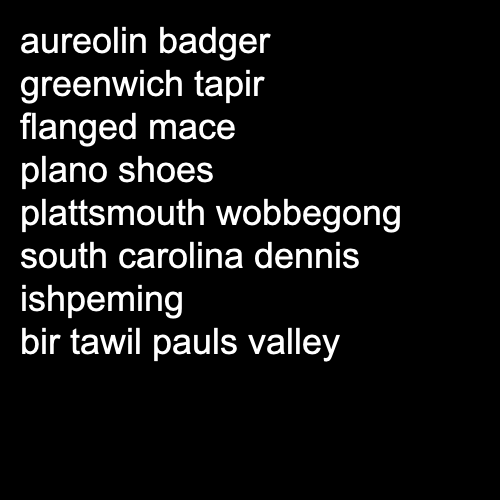 aureolin badger
greenwich tapir
flanged mace
plano shoes
plattsmouth wobbegong
south carolina dennis
ishpeming
bir tawil pauls valley